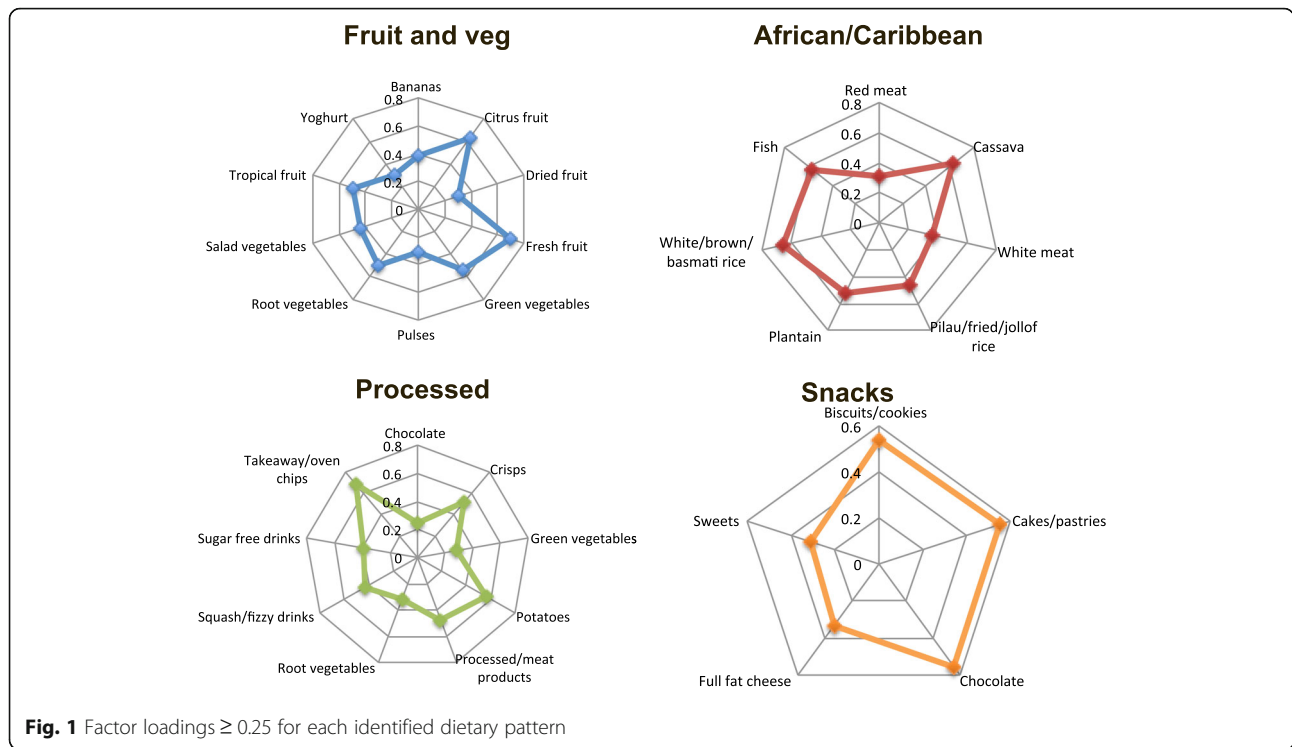 Fruit and veg
Bananas
0.8
0.6
0.4
0.2
0
Citrus fruit
Dried fruit
Fresh fruit
Green vegetables
Pulses
Root vegetables
Salad vegetables
Tropical fruit
Yoghurt
African/Caribbean
Red meat
0.8
0.6
0.4
0.2
0
Cassava
White meat
Pilau/fried/jollof
rice
Plantain
White/brown/
basmati rice
Fish
Processed
Chocolate
0.8
0.6
0.4
0.2
0
Crisps
Green vegetables
Potatoes
Processed/meat
products
Root vegetables
Squash/fizzy drinks
Sugar free drinks
Takeaway/oven
chips
Snacks
Biscuits/cookies
0.6
0.4
0.2
0
Cakes/pastries
Chocolate
Full fat cheese
Sweets
Fig. 1 Factor loadings ≥ 0.25 for each identified dietary pattern